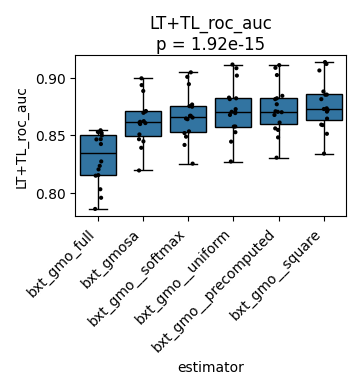 LT+TL_roc_auc
p = 1.92e-15
LT+TL_roc_auc
0.90
0.85
0.80
bxt_gmo_full
bxt_gmosa
bxt_gmo__softmax
bxt_gmo__uniform
bxt_gmo__precomputed
bxt_gmo__square
estimator